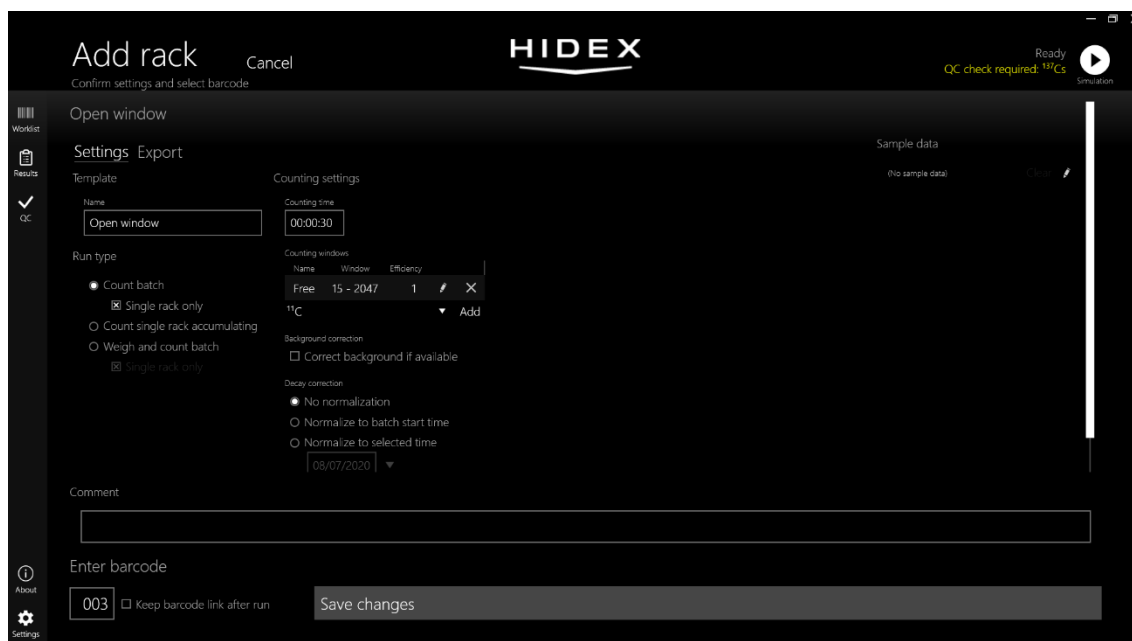 Add rack
Cancel
HIDEX
Ready
Confirm settings and select barcode
QC check required: ¹³⁷Cs
Simulation
Worklist
Results
QC
About
Settings
Open window
Settings Export
Sample data
(No sample data)
Clear
Template
Counting settings
Name
Open window
Counting time
00:00:30
Run type
Count batch
Single rack only
Count single rack accumulating
Weigh and count batch
Single rack only
Counting windows
Name Window Efficiency
Free 15 - 2047 1
¹¹C
Add
Background correction
Correct background if available
Decay correction
No normalization
Normalize to batch start time
Normalize to selected time
08/07/2020
Comment
Enter barcode
003
Keep barcode link after run
Save changes